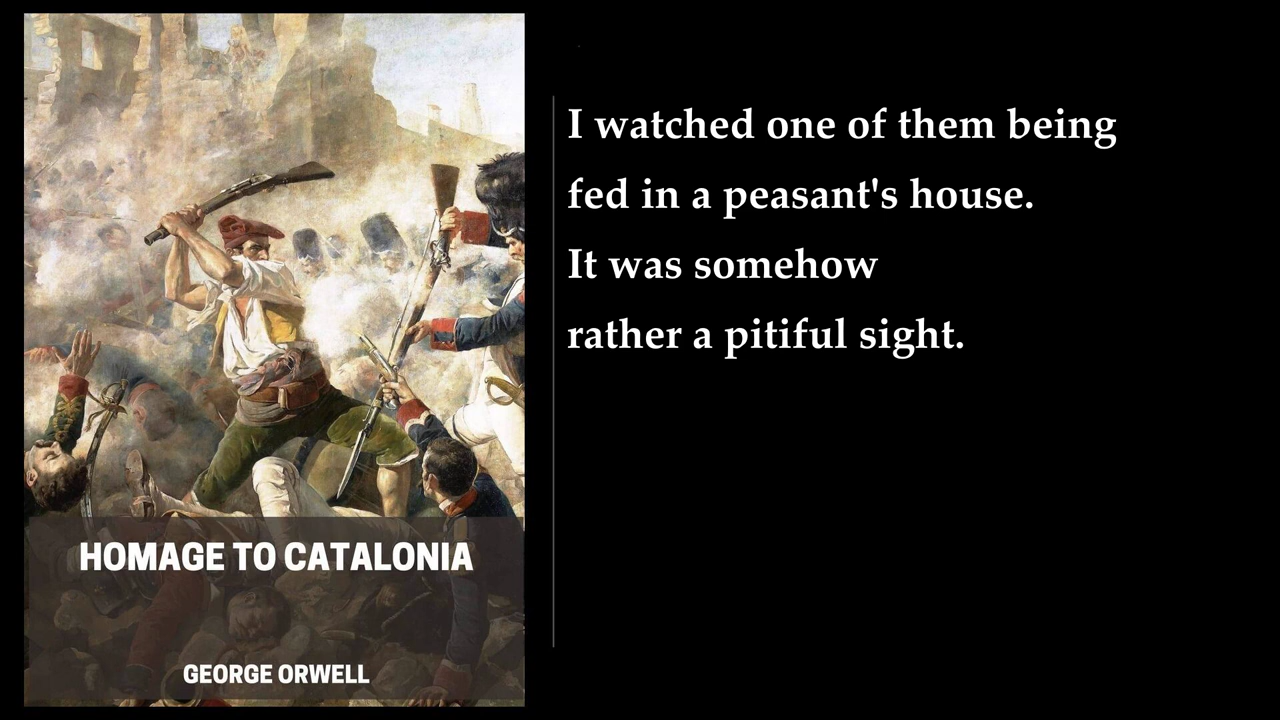 I watched one of them being
fed in a peasant's house.
It was somehow
rather a pitiful sight.
HOMAGE TO CATALONIA
GEORGE ORWELL